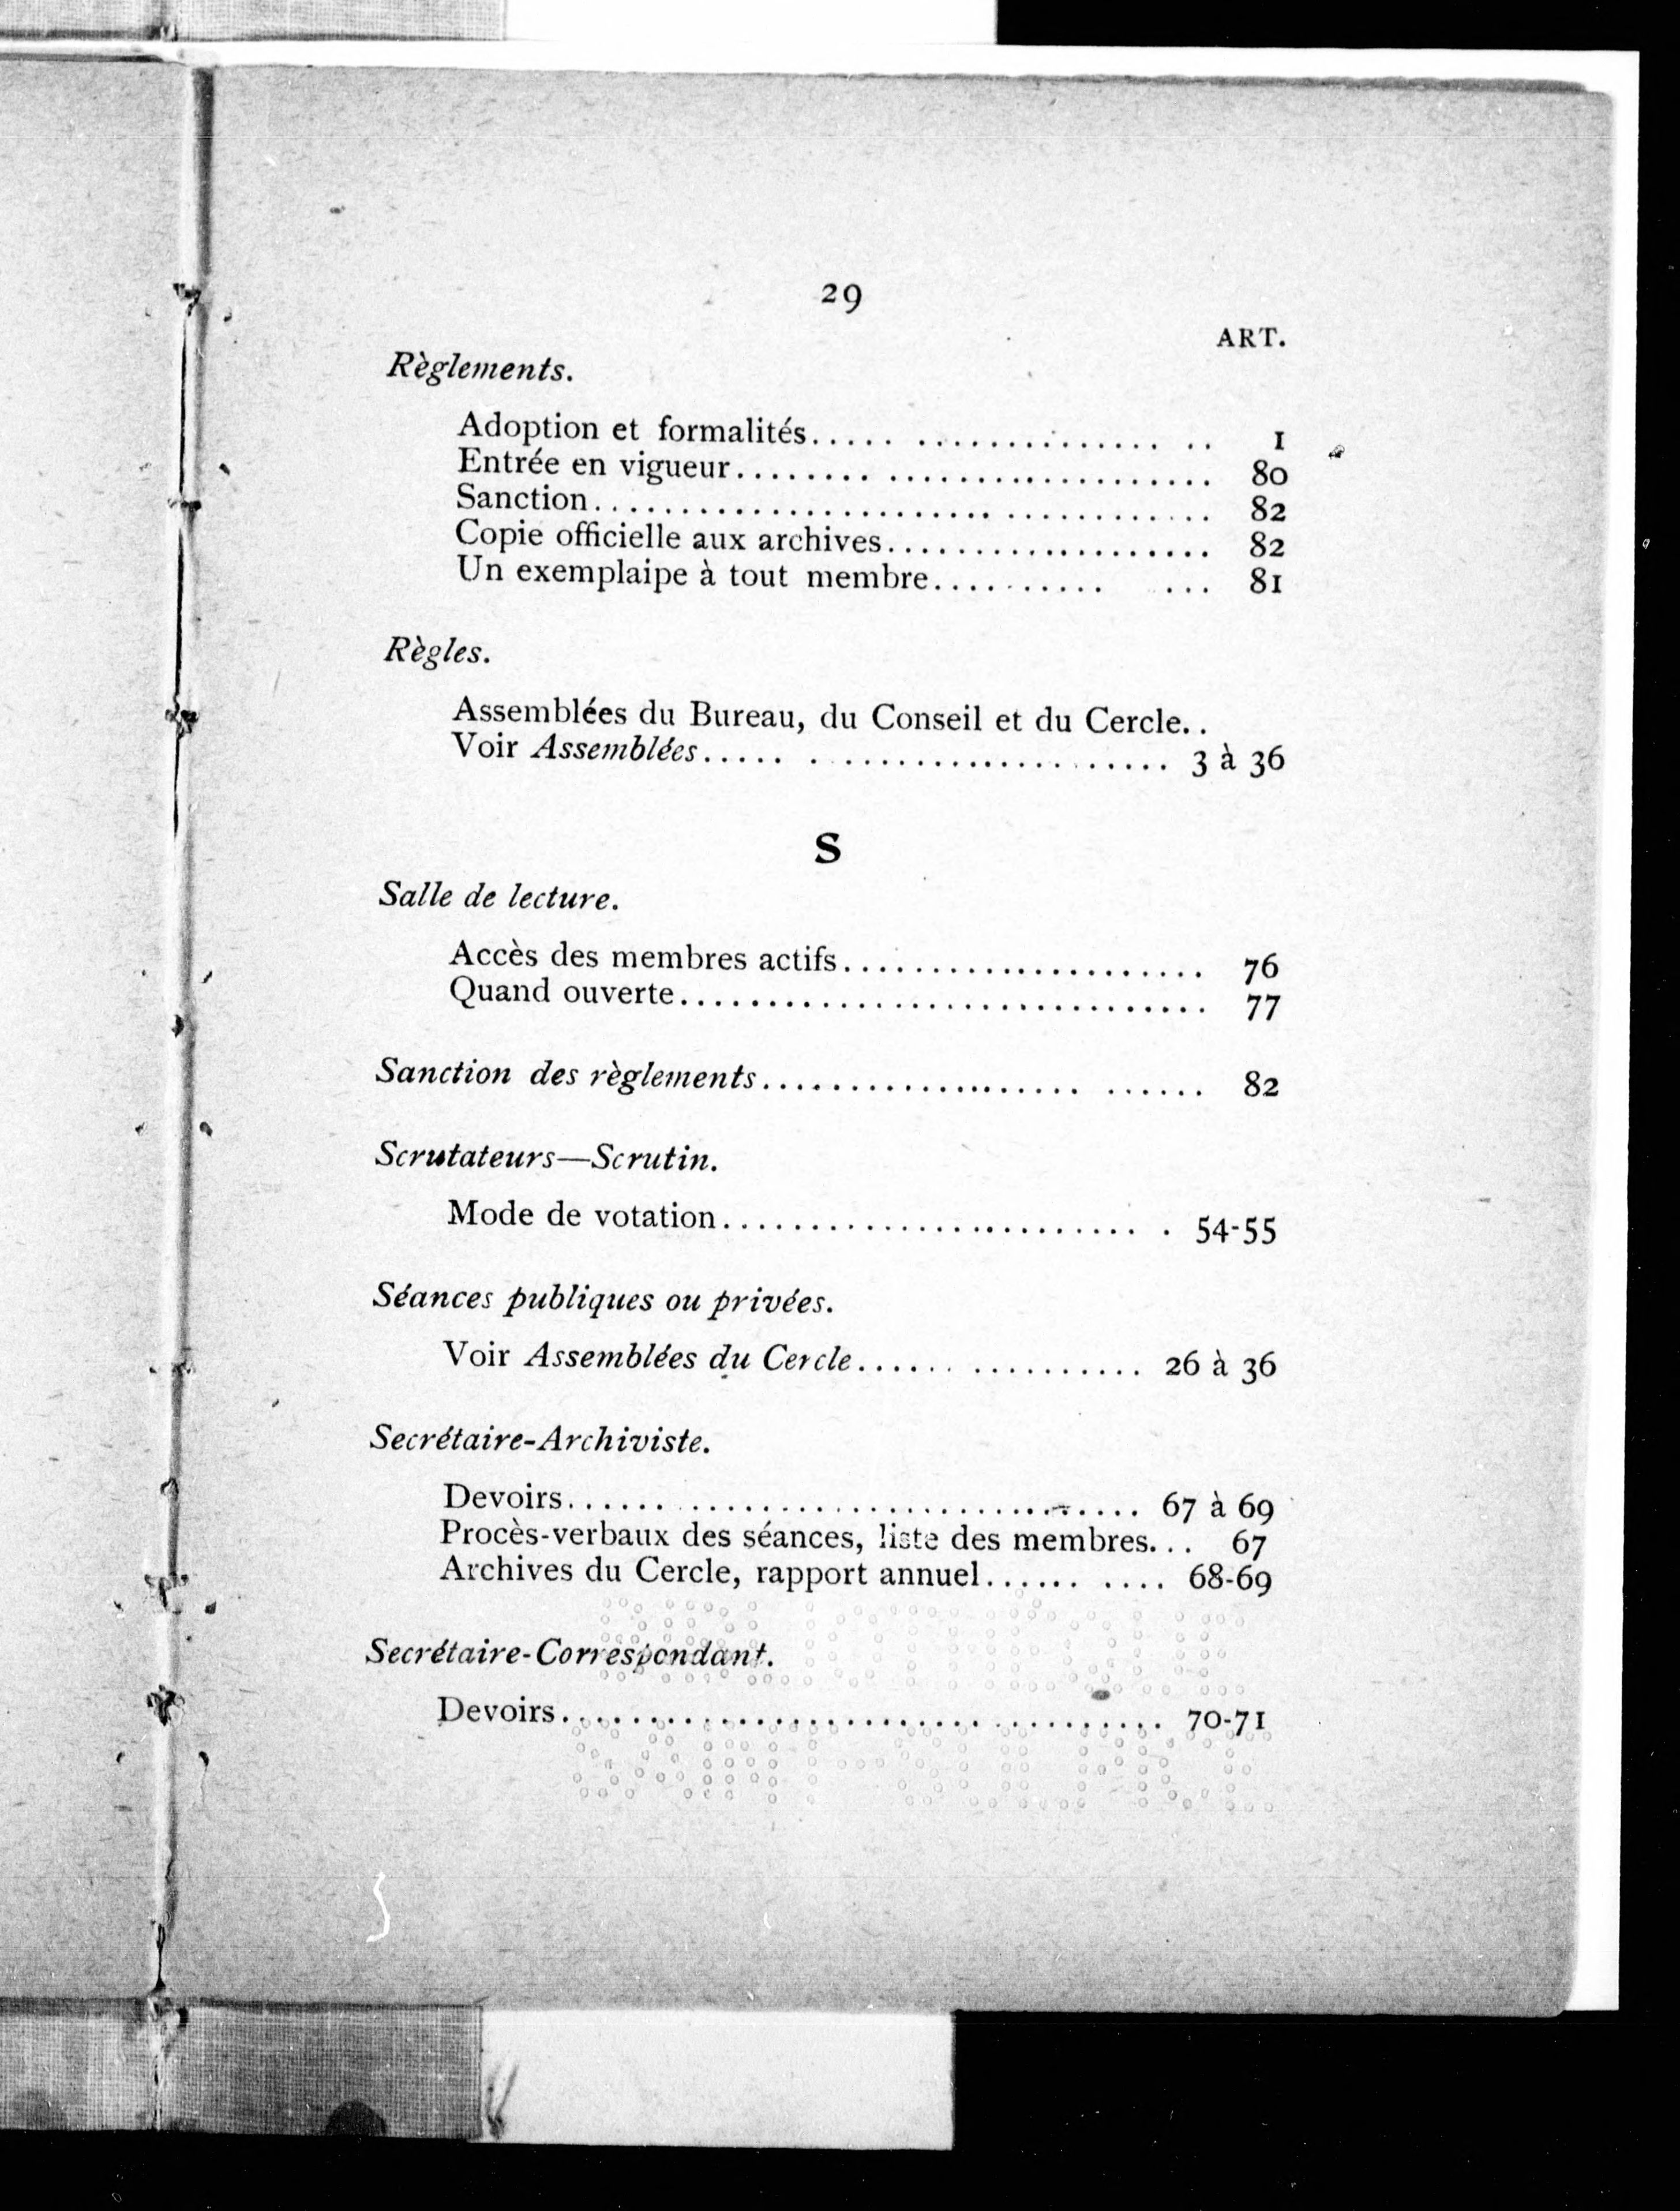 29
ART.
Règlements.
Adoption et formalités..... .............. .. 1
Entrée en vigueur........ ................... 80
Sanction....................... ............ 82
Copie officielle aux archives................... 82
Un exemplaipe à tout membre.......... ... 81
Règles.
Assemblées du Bureau, du Conseil et du Cercle..
Voir Assemblées..... .................... 3 à 36
S
Salle de lecture.
Accès des membres actifs..................... 76
Quand ouverte.............................. 77
Sanction des règlements................... ...... 82
Scrutateurs—Scrutin.
Mode de votation........................ . 54-55
Séances publiques ou privées.
Voir Assemblées du Cercle...... .......... 26 à 36
Secrétaire-Archiviste.
Devoirs...... .......................... 67 à 69
Procès-verbaux des séances, liste des membres... 67
Archives du Cercle, rapport annuel...... .... 68-69
Secrétaire-Correspondant.
Devoirs.................................. 70-71